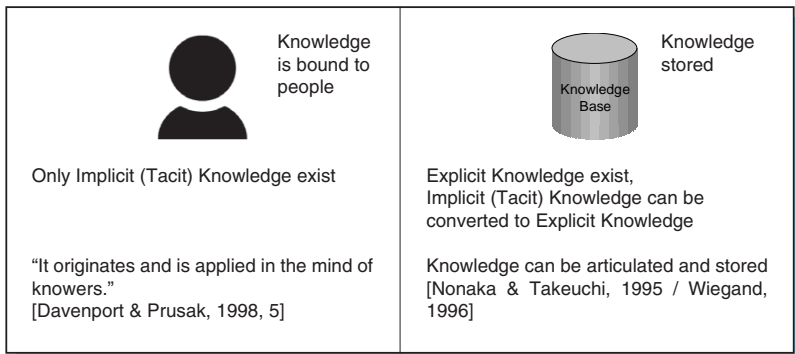 Knowledge
is bound to
people
Only Implicit (Tacit) Knowledge exist
“It originates and is applied in the mind of
knowers.”
[Davenport & Prusak, 1998, 5]
Knowledge
stored
Knowledge
Base
Explicit Knowledge exist,
Implicit (Tacit) Knowledge can be
converted to Explicit Knowledge
Knowledge can be articulated and stored
[Nonaka & Takeuchi, 1995 / Wiegand,
1996]